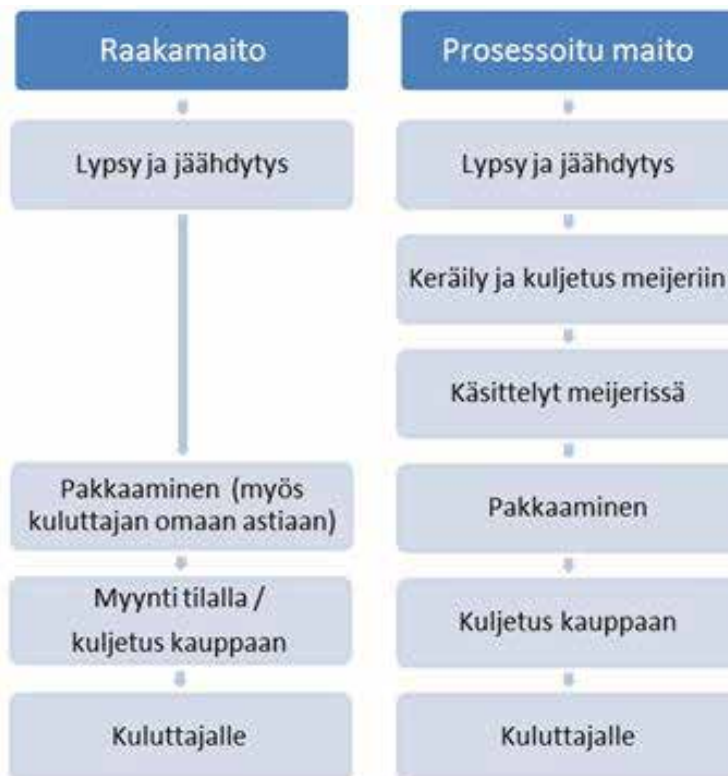 Raakamaito
Lypsy ja jäähdytys
Pakkaaminen (myös
kuluttajan omaan astiaan)
Myynti tilalla /
kuljetus kauppaan
Kuluttajalle
Prosessoitu maito
Lypsy ja jäähdytys
Keräily ja kuljetus meijeriin
Käsittelyt meijerissä
Pakkaaminen
Kuljetus kauppaan
Kuluttajalle